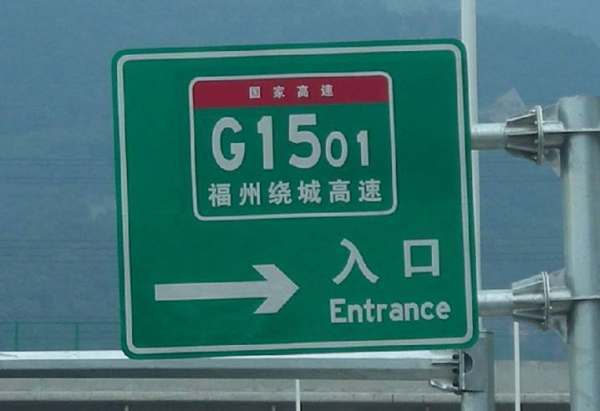 国家高速
G1501
福州绕城高速
入口
Entrance